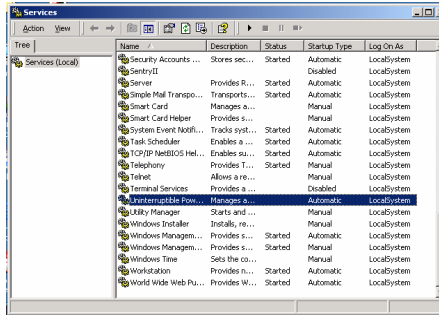 Services
Action View
Tree
Services (Local)
Name Description Status Startup Type Log On As
Security Accounts ... Stores sec... Started Automatic LocalSystem
SentryII Disabled LocalSystem
Server Provides R... Started Automatic LocalSystem
Simple Mail Transpo... Transports... Started Automatic LocalSystem
Smart Card Manages a... Manual LocalSystem
Smart Card Helper Provides s... Manual LocalSystem
System Event Notifi... Tracks syst... Started Automatic LocalSystem
Task Scheduler Enables a ... Started Automatic LocalSystem
TCP/IP NetBIOS Hel... Enables su... Started Automatic LocalSystem
Telephony Provides T... Started Manual LocalSystem
Telnet Allows a re... Manual LocalSystem
Terminal Services Provides a ... Disabled LocalSystem
Uninterruptible Pow... Manages a... Automatic LocalSystem
Utility Manager Starts and ... Manual LocalSystem
Windows Installer Installs, re... Manual LocalSystem
Windows Managem... Provides s... Started Automatic LocalSystem
Windows Managem... Provides s... Started Manual LocalSystem
Windows Time Sets the co... Manual LocalSystem
Workstation Provides n... Started Automatic LocalSystem
World Wide Web Pu... Provides W... Started Automatic LocalSystem